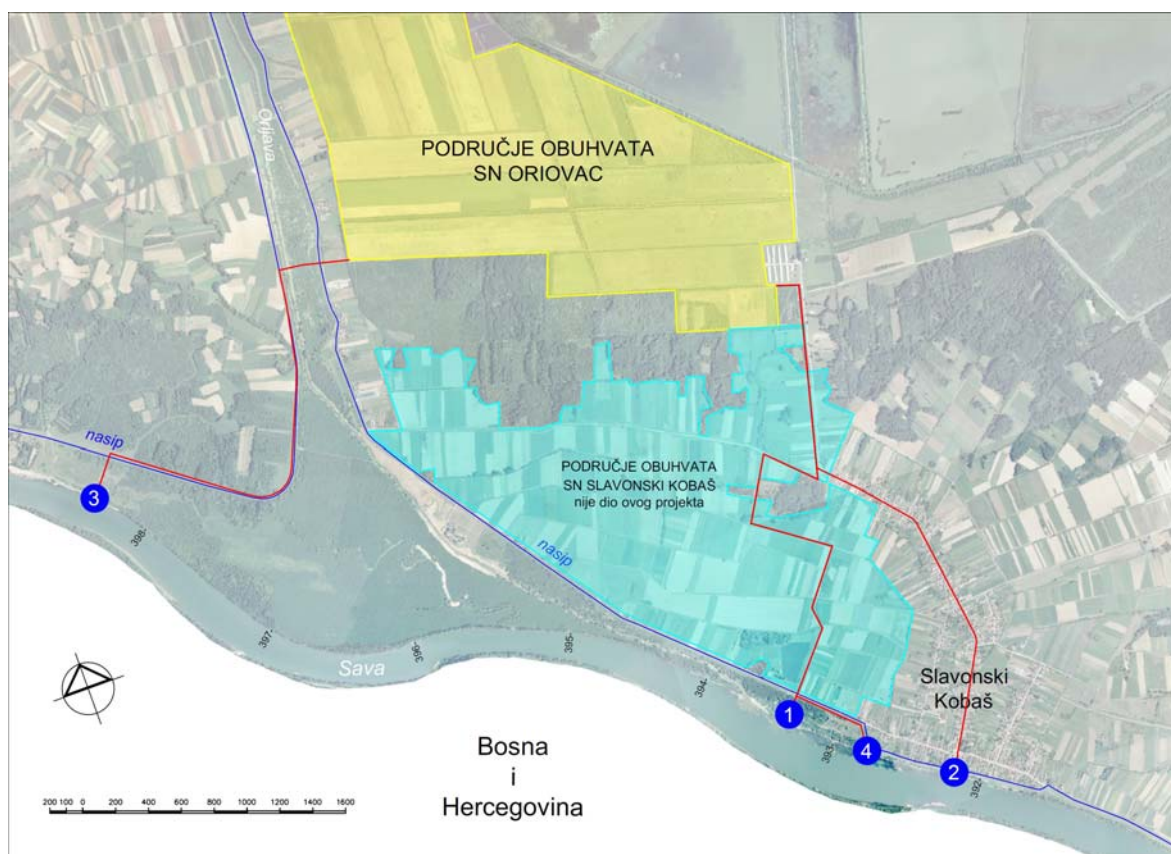 Orljava
PODRUČJE OBUHVATA
SN ORIOVAC
nasip
3
398-
PODRUČJE OBUHVATA
SN SLAVONSKI KOBAŠ
nije dio ovog projekta
nasip
397-
396-
395-
394-
Sava
Slavonski
Kobaš
1
393-
4
2
392-
Bosna
i
Hercegovina
200 100 0 200 400 600 800 1000 1200 1400 1600